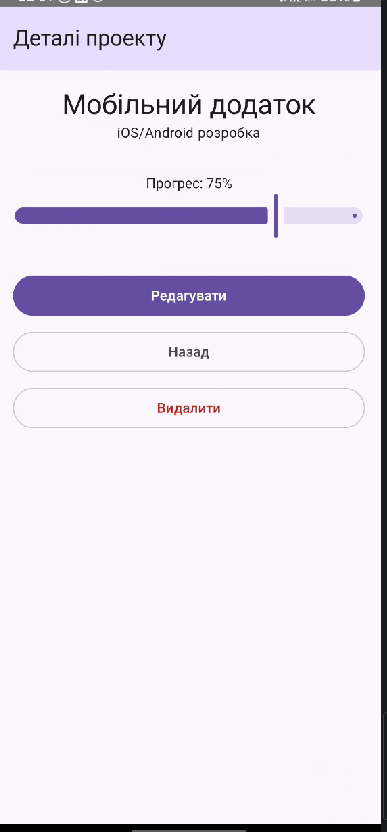 Деталі проекту
Мобільний додаток
iOS/Android розробка
Прогрес: 75%
Редагувати
Назад
Видалити